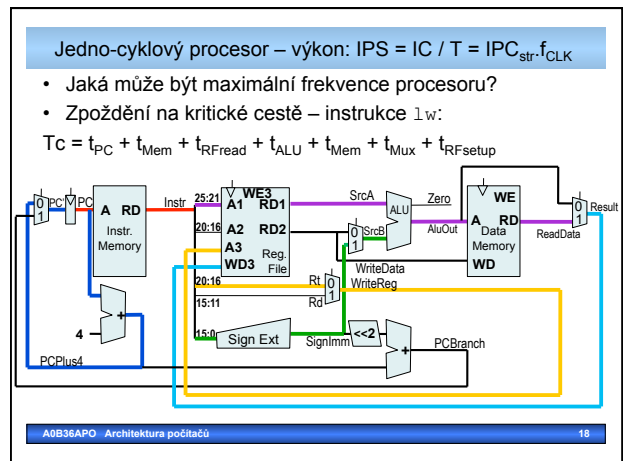 Jedno-cyklový procesor – výkon: IPS = IC / T = IPCstr.fCLK
• Jaká může být maximální frekvence procesoru?
• Zpoždění na kritické cestě – instrukce lw:
Tc = tPC + tMem + tRFread + tALU + tMem + tMux + tRFsetup
0
1
PC'
PC
A RD
Instr.
Memory
Instr
25:21
20:16
A1
A2
A3
WD3
WE3
RD1
RD2
Reg.
File
SrcA
0
1
SrcB
ALU
Zero
AluOut
WE
A RD
Data
Memory
WD
ReadData
0
1
Result
WriteData
20:16
Rt
0
1
WriteReg
15:11
Rd
+
4
15:0
Sign Ext
SignImm
<<2
+
PCBranch
PCPlus4
A0B36APO Architektura počítačů
18